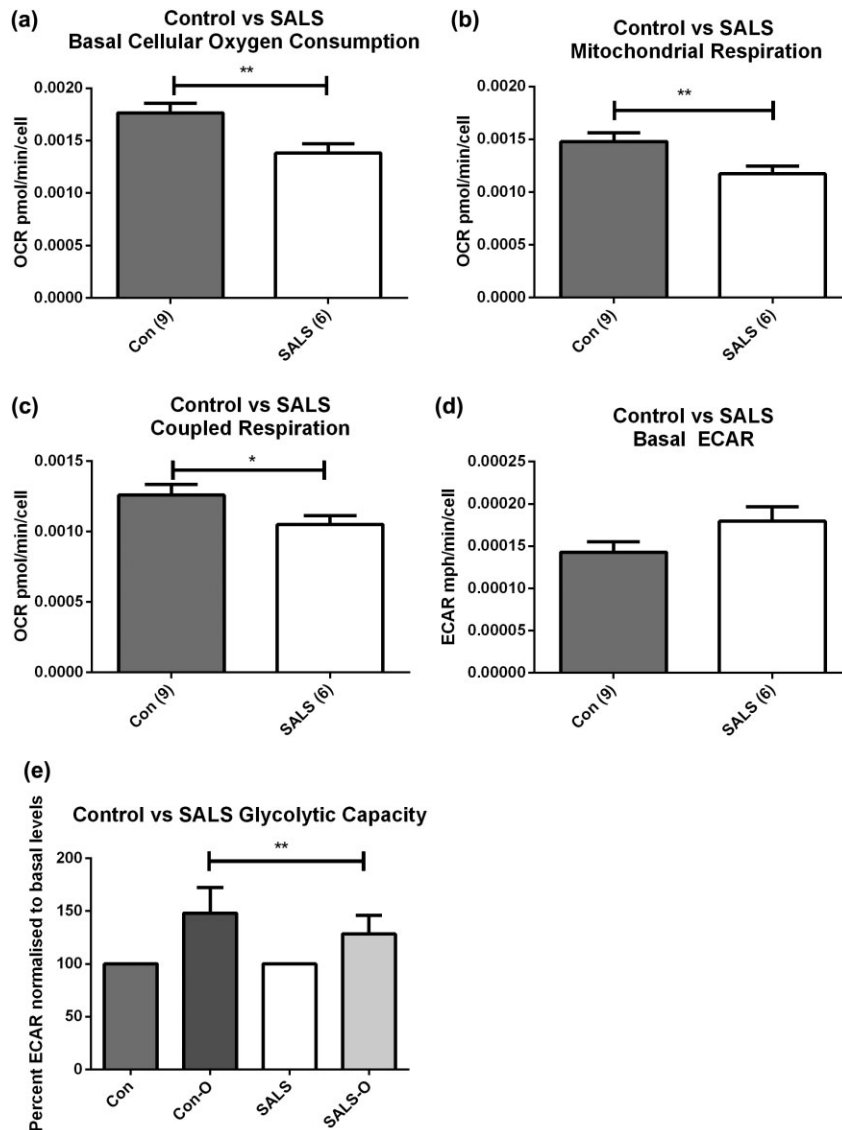 (a)
Control vs SALS
Basal Cellular Oxygen Consumption
**
0.0020
0.0015
0.0010
0.0005
0.0000
OCR pmol/min/cell
Con (9)
SALS (6)
(b)
Control vs SALS
Mitochondrial Respiration
**
0.0020
0.0015
0.0010
0.0005
0.0000
OCR pmol/min/cell
Con (9)
SALS (6)
(c)
Control vs SALS
Coupled Respiration
*
0.0015
0.0010
0.0005
0.0000
OCR pmol/min/cell
Con (9)
SALS (6)
(d)
Control vs SALS
Basal ECAR
0.00025
0.00020
0.00015
0.00010
0.00005
0.00000
ECAR mph/min/cell
Con (9)
SALS (6)
(e)
Control vs SALS Glycolytic Capacity
**
200
150
100
50
0
Percent ECAR normalised to basal levels
Con
Con-O
SALS
SALS-O